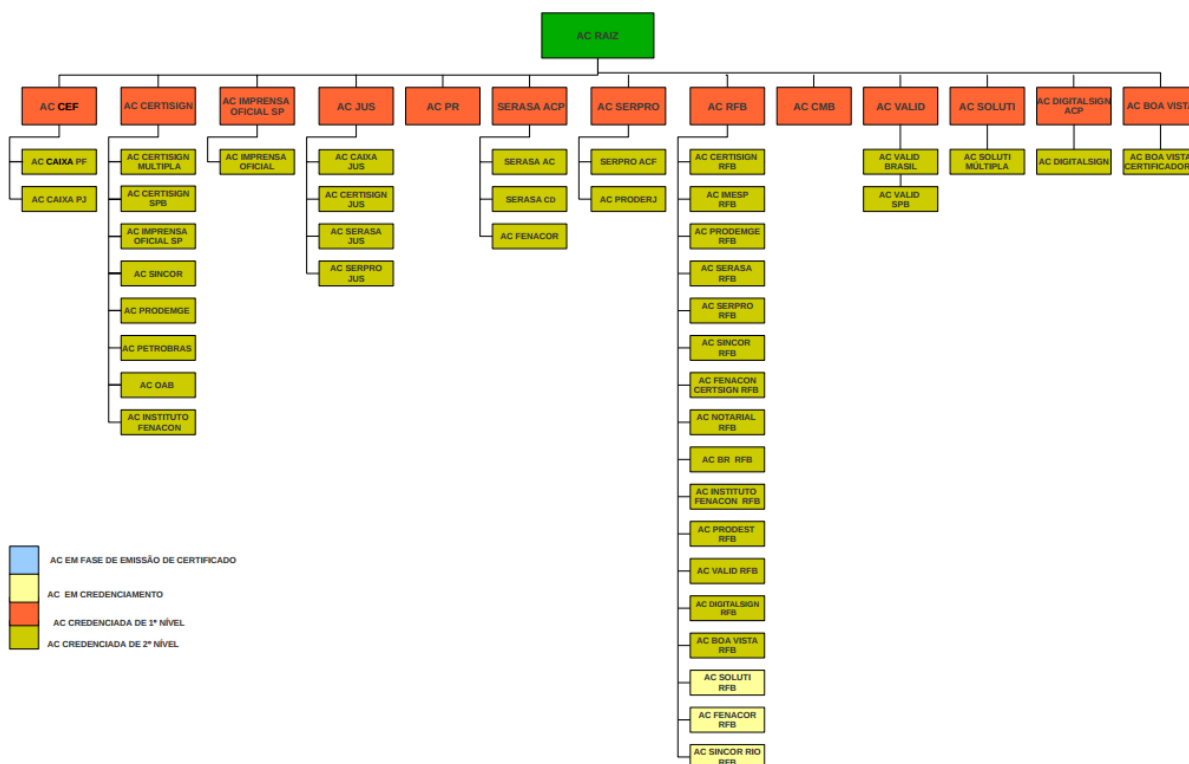 AC RAIZ
AC CEF
AC CERTISIGN
AC IMPRENSA
OFICIAL SP
AC JUS
AC PR
SERASA ACP
AC SERPRO
AC RFB
AC CMB
AC VALID
AC SOLUTI
AC DIGITALSIGN
ACP
AC BOA VISTA
AC CAIXA PF
AC CAIXA PJ
AC CERTISIGN
MULTIPLA
AC CERTISIGN
SPB
AC IMPRENSA
OFICIAL SP
AC SINCOR
AC PRODEMGE
AC PETROBRAS
AC OAB
AC INSTITUTO
FENACON
AC IMPRENSA
OFICIAL
AC CAIXA
JUS
AC CERTISIGN
JUS
AC SERASA
JUS
AC SERPRO
JUS
SERASA AC
SERASA CD
AC FENACOR
SERPRO ACF
AC PRODERJ
AC CERTISIGN
RFB
AC IMESP
RFB
AC PRODEMGE
RFB
AC SERASA
RFB
AC SERPRO
RFB
AC SINCOR
RFB
AC FENACON
CERTSIGN RFB
AC NOTARIAL
RFB
AC BR RFB
AC INSTITUTO
FENACON RFB
AC PRODEST
RFB
AC VALID RFB
AC DIGITALSIGN
RFB
AC BOA VISTA
RFB
AC SOLUTI
RFB
AC FENACOR
RFB
AC SINCOR RIO
RFB
AC VALID
BRASIL
AC VALID
SPB
AC SOLUTI
MÚLTIPLA
AC DIGITALSIGN
AC BOA VISTA
CERTIFICADOR
AC EM FASE DE EMISSÃO DE CERTIFICADO
AC EM CREDENCIAMENTO
AC CREDENCIADA DE 1º NÍVEL
AC CREDENCIADA DE 2º NÍVEL